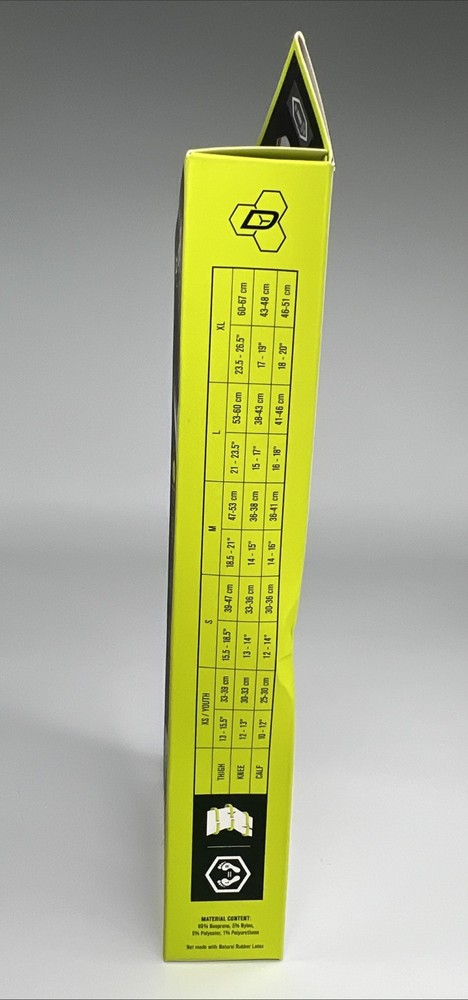 D
XS / YOUTH S M L XL
THIGH 13 - 15.5" 33-39 cm 15.5 - 18.5" 39-47 cm 18.5 - 21" 47-53 cm 21 - 23.5" 53-60 cm 23.5 - 26.5" 60-67 cm
KNEE 12 - 13" 30-33 cm 13 - 14" 33-36 cm 14 - 15" 36-38 cm 15 - 17" 38-43 cm 17 - 19" 43-48 cm
CALF 10 - 12" 25-30 cm 12 - 14" 30-36 cm 14 - 16" 36-41 cm 16 - 18" 41-46 cm 18 - 20" 46-51 cm
MATERIAL CONTENT:
89% Neoprene, 5% Nylon,
5% Polyester, 1% Polyurethane
Not made with Natural Rubber Latex